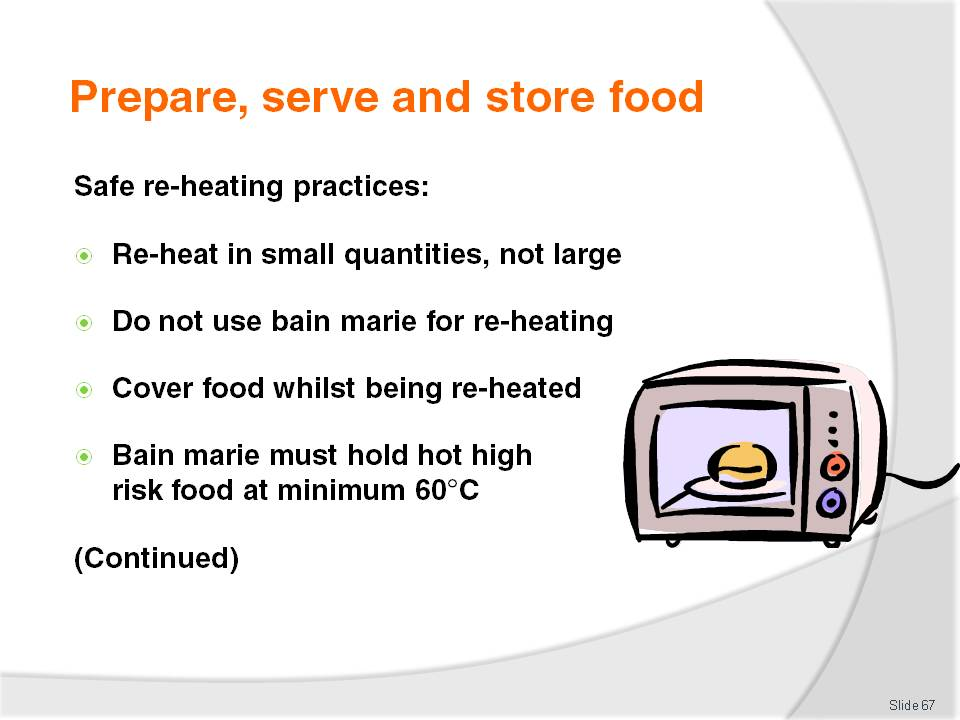 Prepare, serve and store food
Safe re-heating practices:
Re-heat in small quantities, not large
Do not use bain marie for re-heating
Cover food whilst being re-heated
Bain marie must hold hot high
risk food at minimum 60°C
(Continued)
Slide 67